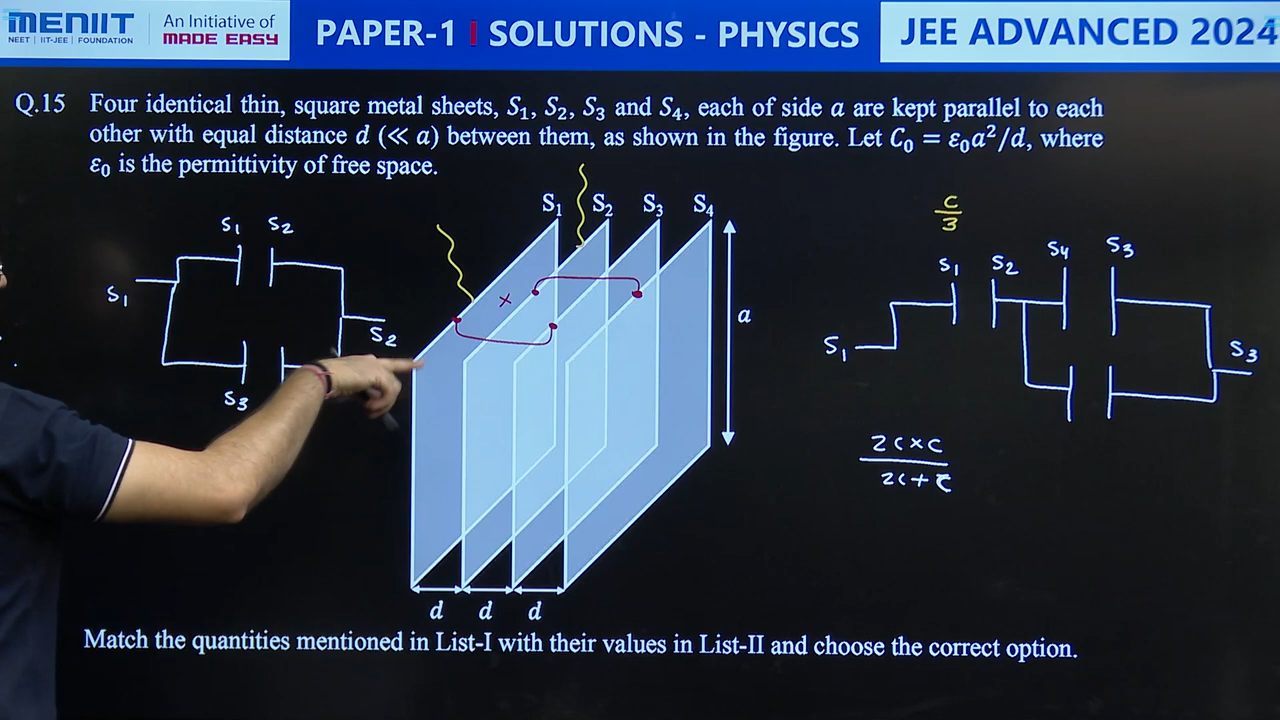 MENIIT
NEET | IIT-JEE | FOUNDATION
An Initiative of
MADE EASY
PAPER-1 | SOLUTIONS - PHYSICS
JEE ADVANCED 2024
Q.15 Four identical thin, square metal sheets, S₁, S₂, S₃ and S₄, each of side a are kept parallel to each
other with equal distance d (≪ a) between them, as shown in the figure. Let C₀ = ε₀a²/d, where
ε₀ is the permittivity of free space.
S₁ S₂ S₃ S₄
a
d d d
S₁ S₂
S₁
S₂
S₃
C/3
S₁ S₂ S₄ S₃
S₁
S₃
2C×C
2C+C
Match the quantities mentioned in List-I with their values in List-II and choose the correct option.